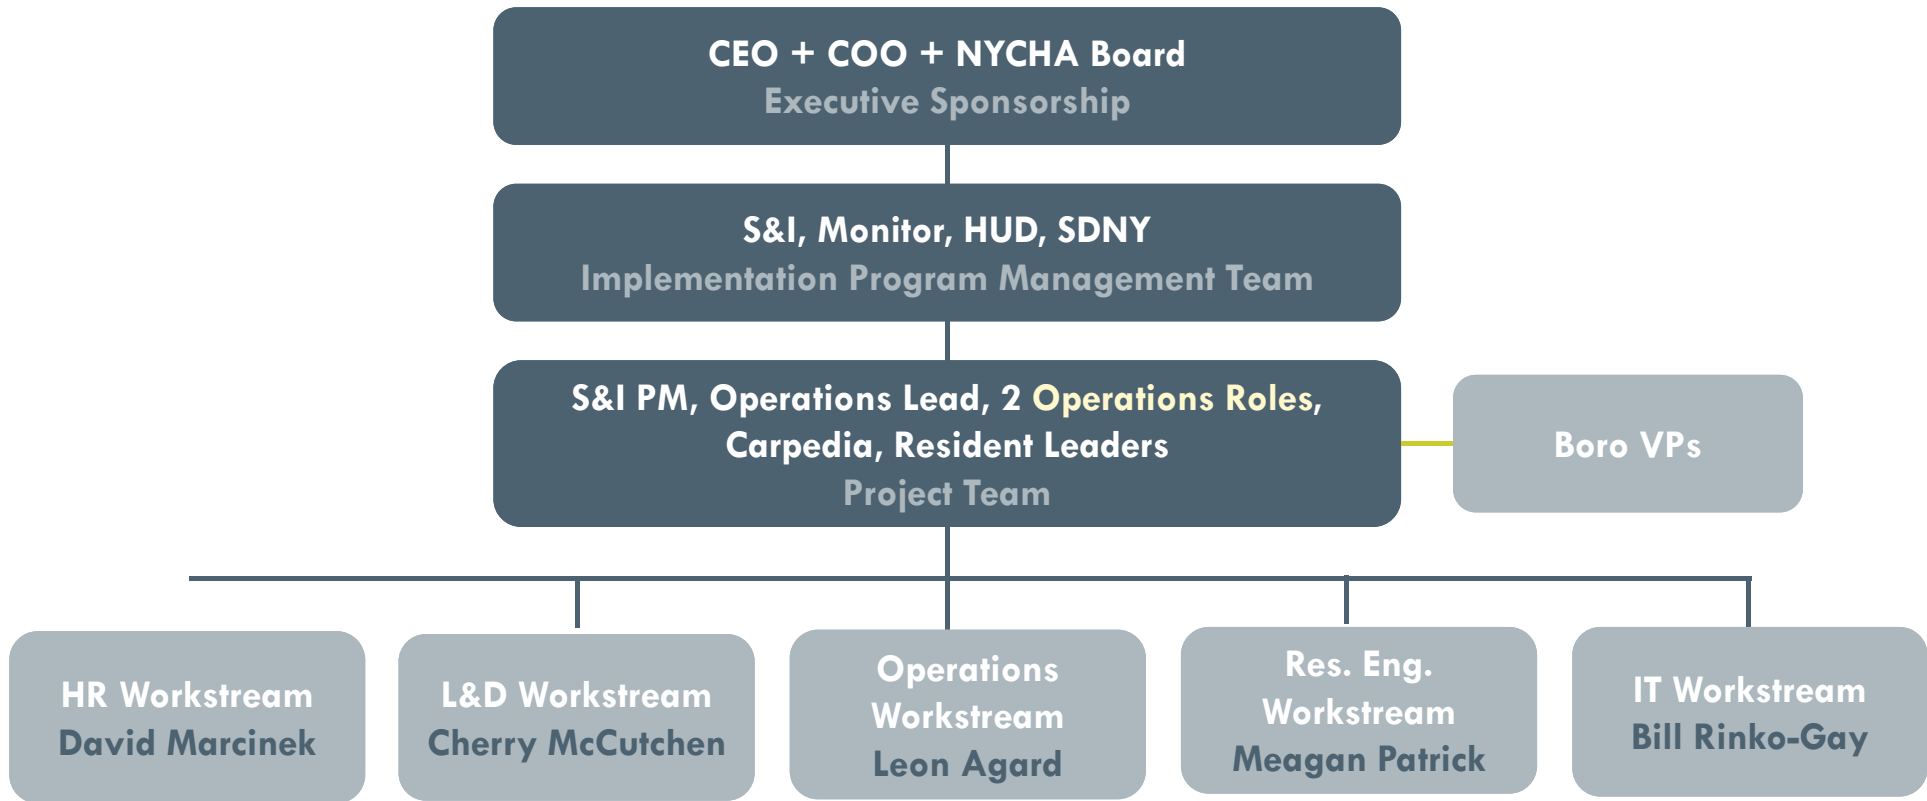 CEO + COO + NYCHA Board
Executive Sponsorship
S&I, Monitor, HUD, SDNY
Implementation Program Management Team
S&I PM, Operations Lead, 2 Operations Roles,
Carpedia, Resident Leaders
Project Team
Boro VPs
HR Workstream
David Marcinek
L&D Workstream
Cherry McCutchen
Operations
Workstream
Leon Agard
Res. Eng.
Workstream
Meagan Patrick
IT Workstream
Bill Rinko-Gay